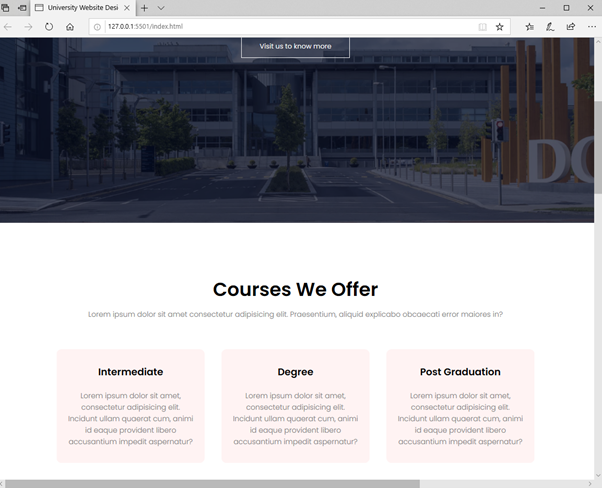 University Website Desi
127.0.0.1:5501/index.html
Visit us to know more
DC
Courses We Offer
Lorem ipsum dolor sit amet consectetur adipisicing elit. Praesentium, aliquid explicabo obcaecati error maiores in?
Intermediate
Lorem ipsum dolor sit amet,
consectetur adipisicing elit.
Incidunt ullam quaerat cum, animi
id eaque provident libero
accusantium impedit aspernatur?
Degree
Lorem ipsum dolor sit amet,
consectetur adipisicing elit.
Incidunt ullam quaerat cum, animi
id eaque provident libero
accusantium impedit aspernatur?
Post Graduation
Lorem ipsum dolor sit amet,
consectetur adipisicing elit.
Incidunt ullam quaerat cum, animi
id eaque provident libero
accusantium impedit aspernatur?